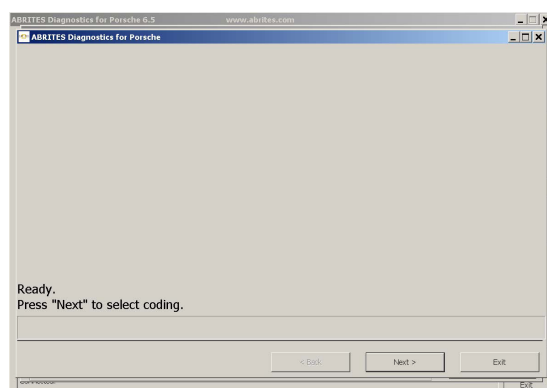 ABRITES Diagnostics for Porsche 6.5 www.abrites.com
ABRITES Diagnostics for Porsche
Ready.
Press "Next" to select coding.
< Back
Next >
Exit
Exit